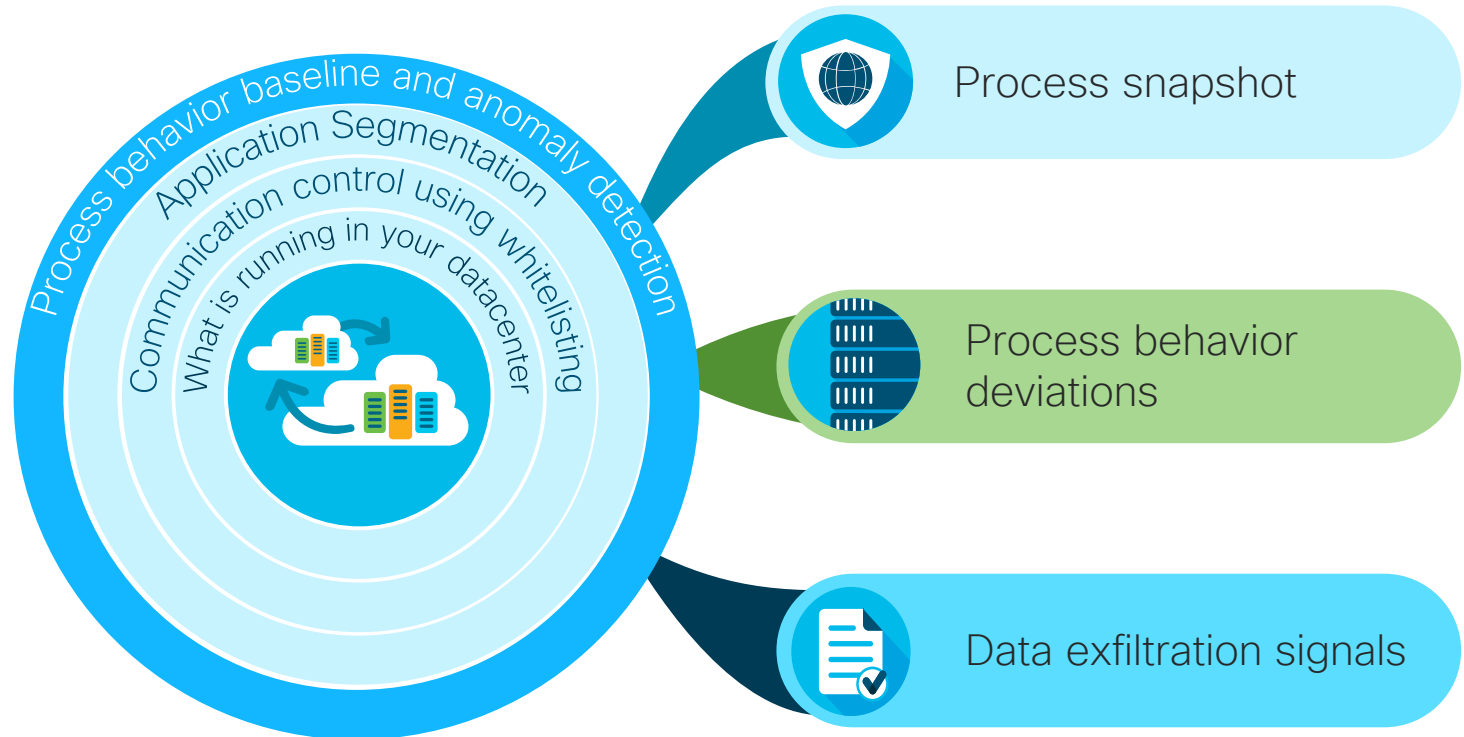 Process behavior baseline and anomaly detection
Application Segmentation
Communication control using whitelisting
What is running in your datacenter
Process snapshot
Process behavior
deviations
Data exfiltration signals